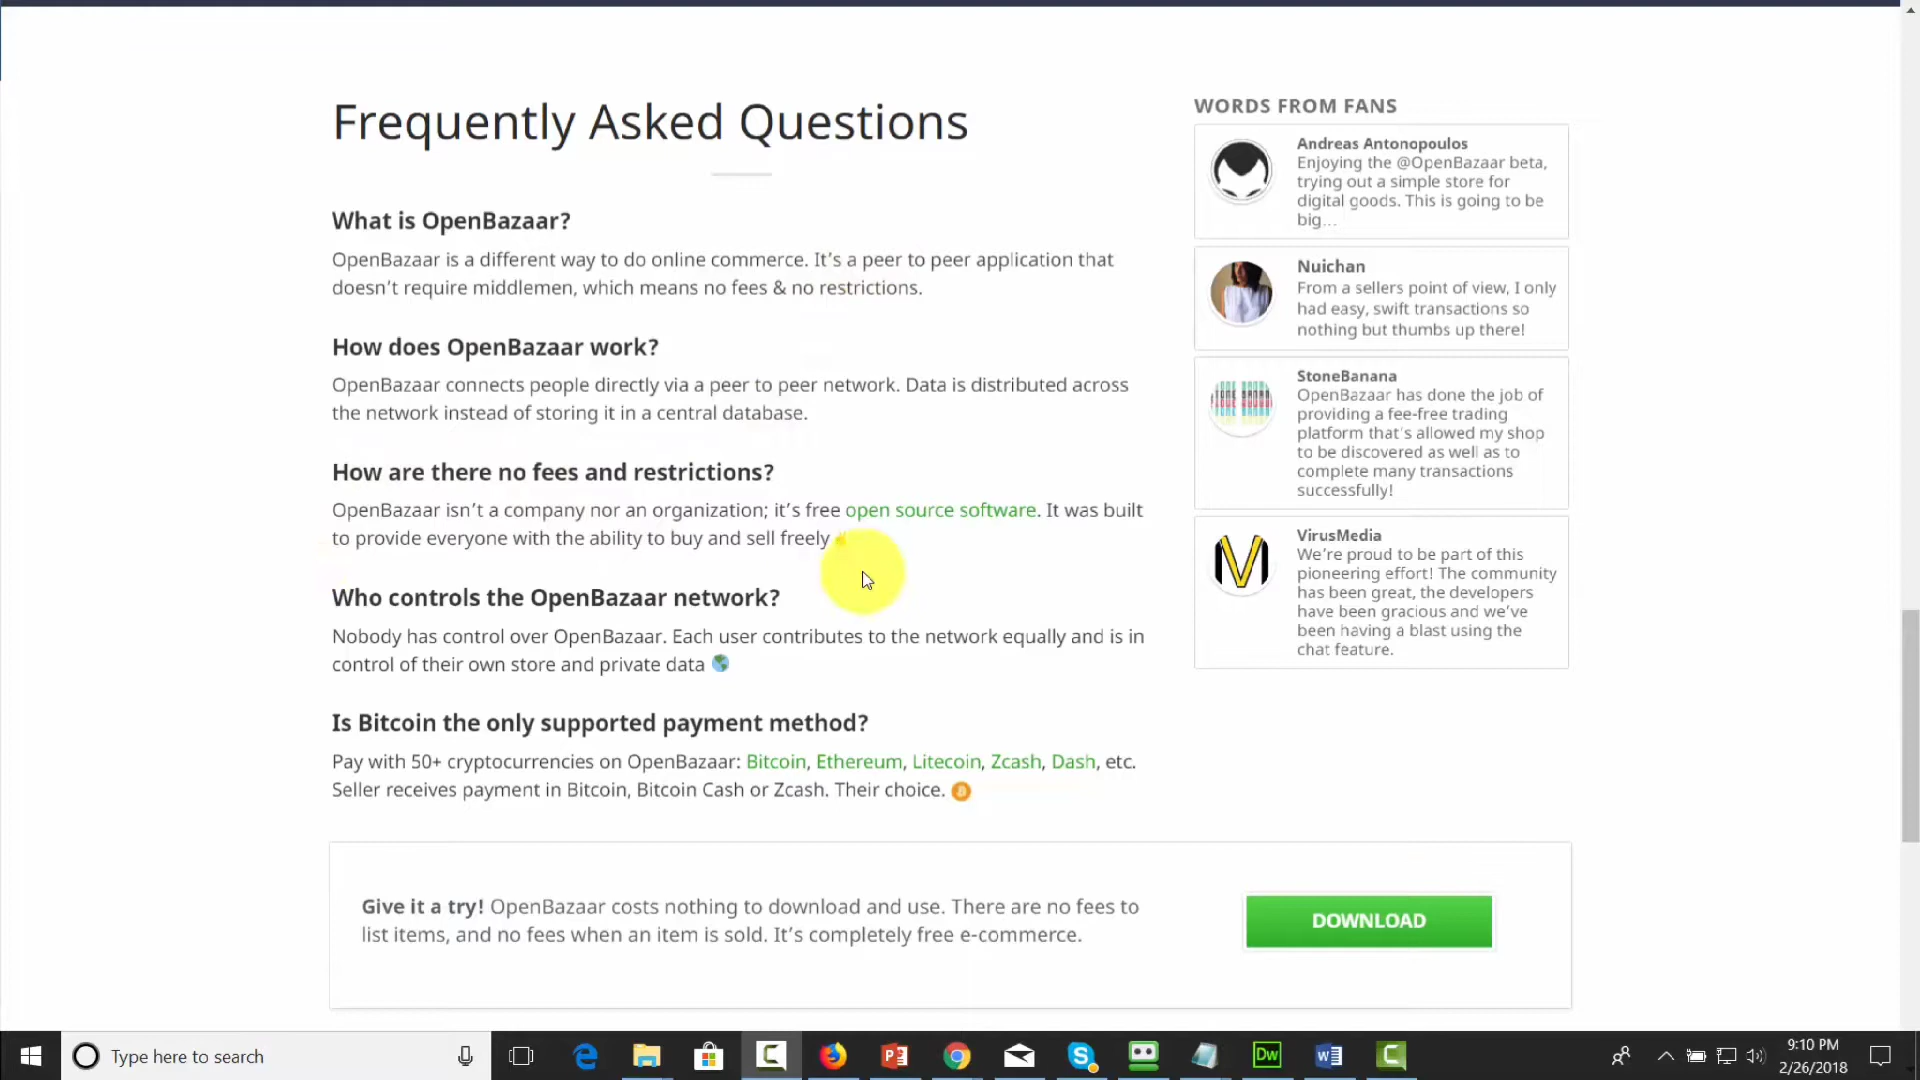 Frequently Asked Questions
What is OpenBazaar?
OpenBazaar is a different way to do online commerce. It’s a peer to peer application that
doesn’t require middlemen, which means no fees & no restrictions.
How does OpenBazaar work?
OpenBazaar connects people directly via a peer to peer network. Data is distributed across
the network instead of storing it in a central database.
How are there no fees and restrictions?
OpenBazaar isn’t a company nor an organization; it’s free open source software. It was built
to provide everyone with the ability to buy and sell freely
Who controls the OpenBazaar network?
Nobody has control over OpenBazaar. Each user contributes to the network equally and is in
control of their own store and private data
Is Bitcoin the only supported payment method?
Pay with 50+ cryptocurrencies on OpenBazaar: Bitcoin, Ethereum, Litecoin, Zcash, Dash, etc.
Seller receives payment in Bitcoin, Bitcoin Cash or Zcash. Their choice.
WORDS FROM FANS
Andreas Antonopoulos
Enjoying the @OpenBazaar beta,
trying out a simple store for
digital goods. This is going to be
big...
Nuichan
From a sellers point of view, I only
had easy, swift transactions so
nothing but thumbs up there!
StoneBanana
OpenBazaar has done the job of
providing a fee-free trading
platform that's allowed my shop
to be discovered as well as to
complete many transactions
successfully!
VirusMedia
We're proud to be part of this
pioneering effort! The community
has been great, the developers
have been gracious and we've
been having a blast using the
chat feature.
Give it a try! OpenBazaar costs nothing to download and use. There are no fees to
list items, and no fees when an item is sold. It’s completely free e-commerce.
DOWNLOAD
Type here to search
Dw
9:10 PM
2/26/2018